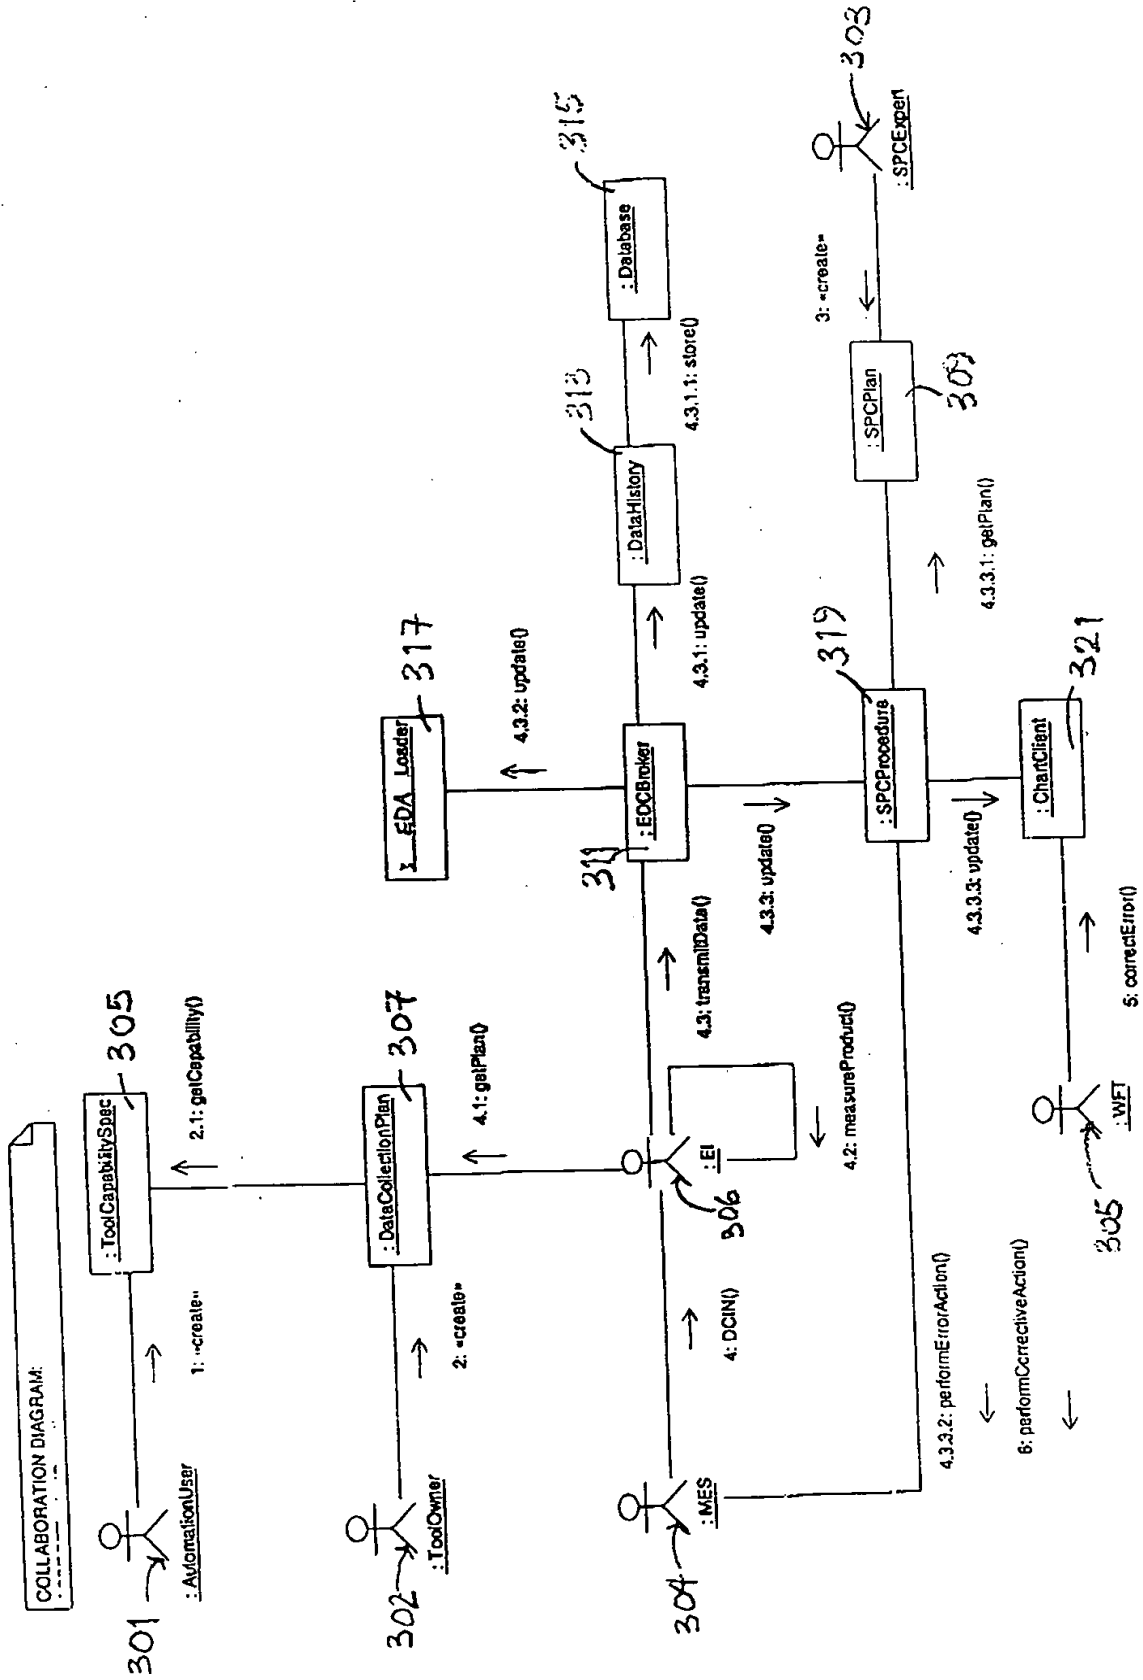 COLLABORATION DIAGRAM:
301
: AutomationUser
1: «create»
: ToolCapabilitySpec
305
2.1: getCapability()
302
: ToolOwner
2: «create»
: DataCollectionPlan
307
4.1: getPlan()
: EDA Loader
317
4.3.2: update()
304
: MES
4: DCIN()
306
: EI
4.2: measureProduct()
4.3: transmitData()
311
: EDCBroker
4.3.1: update()
: DataHistory
313
4.3.1.1: store()
: Database
315
4.3.3: update()
4.3.3.2: performErrorAction()
6: performCorrectiveAction()
: SPCProcedure
319
4.3.3.1: getPlan()
: SPCPlan
309
3: «create»
: SPCExpert
303
4.3.3.3: update()
: ChartClient
321
305
: WFT
5: correctError()